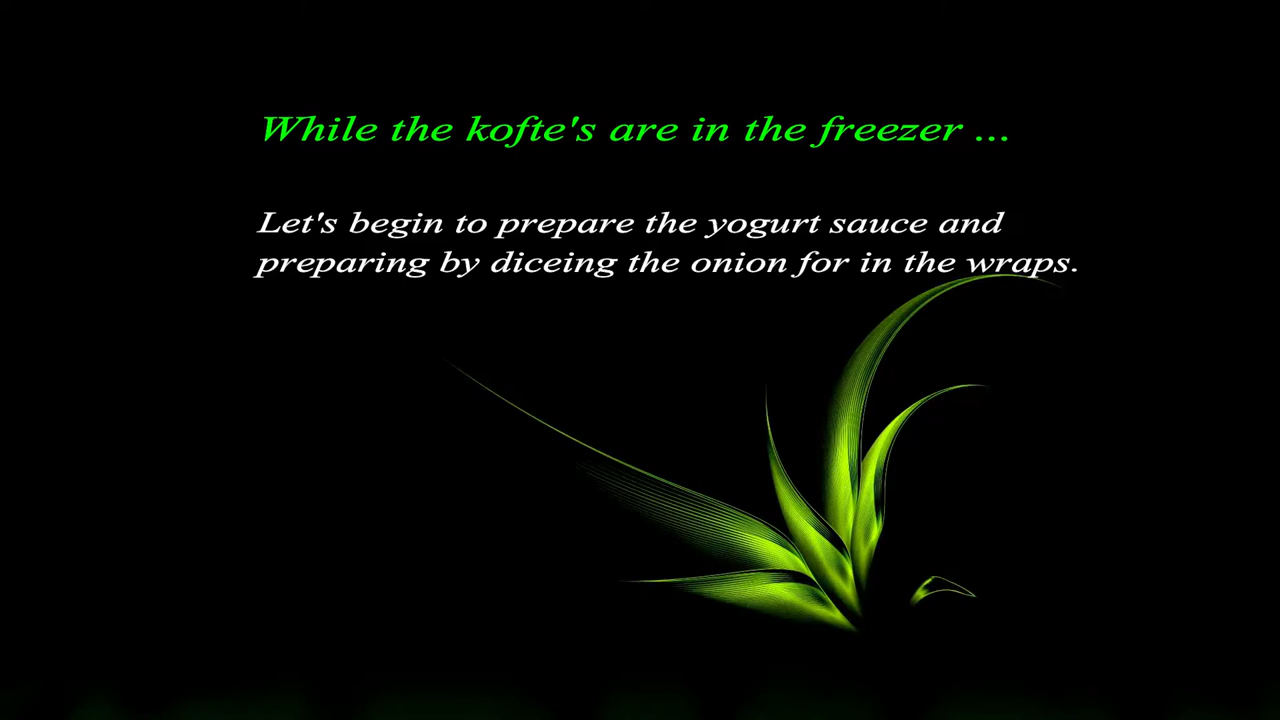 While the kofte's are in the freezer ...
Let's begin to prepare the yogurt sauce and
preparing by diceing the onion for in the wraps.